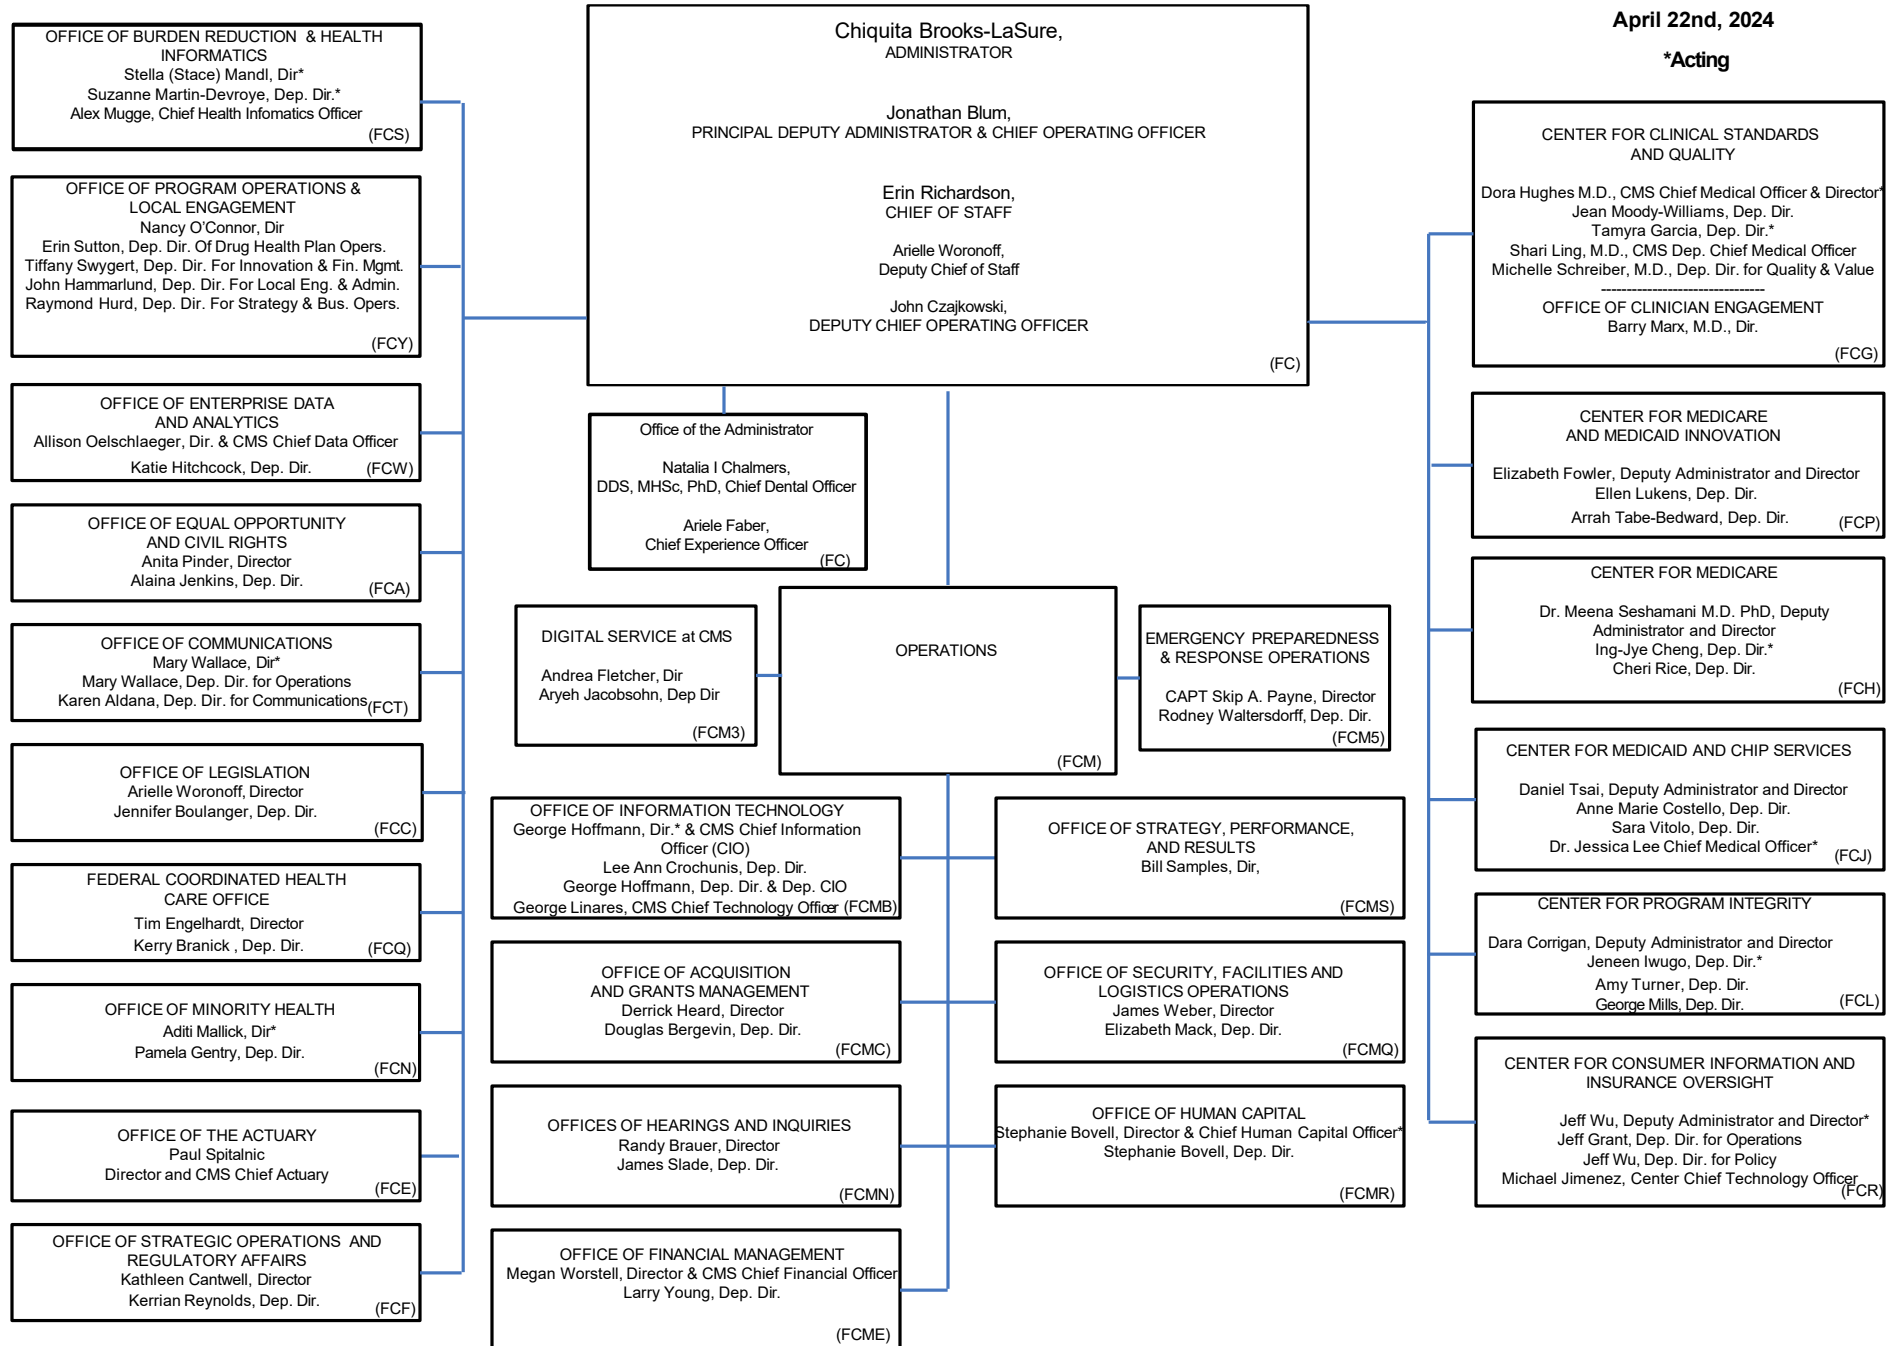 April 22nd, 2024
*Acting
Chiquita Brooks-LaSure,
ADMINISTRATOR
Jonathan Blum,
PRINCIPAL DEPUTY ADMINISTRATOR & CHIEF OPERATING OFFICER
Erin Richardson,
CHIEF OF STAFF
Arielle Woronoff,
Deputy Chief of Staff
John Czajkowski,
DEPUTY CHIEF OPERATING OFFICER
(FC)
OFFICE OF BURDEN REDUCTION & HEALTH
INFORMATICS
Stella (Stace) Mandl, Dir*
Suzanne Martin-Devroye, Dep. Dir.*
Alex Mugge, Chief Health Infomatics Officer
(FCS)
OFFICE OF PROGRAM OPERATIONS &
LOCAL ENGAGEMENT
Nancy O'Connor, Dir
Erin Sutton, Dep. Dir. Of Drug Health Plan Opers.
Tiffany Swygert, Dep. Dir. For Innovation & Fin. Mgmt.
John Hammarlund, Dep. Dir. For Local Eng. & Admin.
Raymond Hurd, Dep. Dir. For Strategy & Bus. Opers.
(FCY)
OFFICE OF ENTERPRISE DATA
AND ANALYTICS
Allison Oelschlaeger, Dir. & CMS Chief Data Officer
Katie Hitchcock, Dep. Dir. (FCW)
OFFICE OF EQUAL OPPORTUNITY
AND CIVIL RIGHTS
Anita Pinder, Director
Alaina Jenkins, Dep. Dir.
(FCA)
OFFICE OF COMMUNICATIONS
Mary Wallace, Dir*
Mary Wallace, Dep. Dir. for Operations
Karen Aldana, Dep. Dir. for Communications (FCT)
OFFICE OF LEGISLATION
Arielle Woronoff, Director
Jennifer Boulanger, Dep. Dir.
(FCC)
FEDERAL COORDINATED HEALTH
CARE OFFICE
Tim Engelhardt, Director
Kerry Branick , Dep. Dir. (FCQ)
OFFICE OF MINORITY HEALTH
Aditi Mallick, Dir*
Pamela Gentry, Dep. Dir.
(FCN)
OFFICE OF THE ACTUARY
Paul Spitalnic
Director and CMS Chief Actuary
(FCE)
OFFICE OF STRATEGIC OPERATIONS AND
REGULATORY AFFAIRS
Kathleen Cantwell, Director
Kerrian Reynolds, Dep. Dir.
(FCF)
Office of the Administrator
Natalia I Chalmers,
DDS, MHSc, PhD, Chief Dental Officer
Ariele Faber,
Chief Experience Officer
(FC)
DIGITAL SERVICE at CMS
Andrea Fletcher, Dir
Aryeh Jacobsohn, Dep Dir
(FCM3)
OPERATIONS
(FCM)
EMERGENCY PREPAREDNESS
& RESPONSE OPERATIONS
CAPT Skip A. Payne, Director
Rodney Waltersdorff, Dep. Dir.
(FCM5)
OFFICE OF INFORMATION TECHNOLOGY
George Hoffmann, Dir.* & CMS Chief Information
Officer (CIO)
Lee Ann Crochunis, Dep. Dir.
George Hoffmann, Dep. Dir. & Dep. CIO
George Linares, CMS Chief Technology Officer (FCMB)
OFFICE OF STRATEGY, PERFORMANCE,
AND RESULTS
Bill Samples, Dir,
(FCMS)
OFFICE OF ACQUISITION
AND GRANTS MANAGEMENT
Derrick Heard, Director
Douglas Bergevin, Dep. Dir.
(FCMC)
OFFICE OF SECURITY, FACILITIES AND
LOGISTICS OPERATIONS
James Weber, Director
Elizabeth Mack, Dep. Dir.
(FCMQ)
OFFICES OF HEARINGS AND INQUIRIES
Randy Brauer, Director
James Slade, Dep. Dir.
(FCMN)
OFFICE OF HUMAN CAPITAL
Stephanie Bovell, Director & Chief Human Capital Officer*
Stephanie Bovell, Dep. Dir.
(FCMR)
OFFICE OF FINANCIAL MANAGEMENT
Megan Worstell, Director & CMS Chief Financial Officer
Larry Young, Dep. Dir.
(FCME)
CENTER FOR CLINICAL STANDARDS
AND QUALITY
Dora Hughes M.D., CMS Chief Medical Officer & Director*
Jean Moody-Williams, Dep. Dir.
Tamyra Garcia, Dep. Dir.*
Shari Ling, M.D., CMS Dep. Chief Medical Officer
Michelle Schreiber, M.D., Dep. Dir. for Quality & Value
---------------------------------
OFFICE OF CLINICIAN ENGAGEMENT
Barry Marx, M.D., Dir.
(FCG)
CENTER FOR MEDICARE
AND MEDICAID INNOVATION
Elizabeth Fowler, Deputy Administrator and Director
Ellen Lukens, Dep. Dir.
Arrah Tabe-Bedward, Dep. Dir. (FCP)
CENTER FOR MEDICARE
Dr. Meena Seshamani M.D. PhD, Deputy
Administrator and Director
Ing-Jye Cheng, Dep. Dir.*
Cheri Rice, Dep. Dir.
(FCH)
CENTER FOR MEDICAID AND CHIP SERVICES
Daniel Tsai, Deputy Administrator and Director
Anne Marie Costello, Dep. Dir.
Sara Vitolo, Dep. Dir.
Dr. Jessica Lee Chief Medical Officer* (FCJ)
CENTER FOR PROGRAM INTEGRITY
Dara Corrigan, Deputy Administrator and Director
Jeneen Iwugo, Dep. Dir.*
Amy Turner, Dep. Dir.
George Mills, Dep. Dir. (FCL)
CENTER FOR CONSUMER INFORMATION AND
INSURANCE OVERSIGHT
Jeff Wu, Deputy Administrator and Director*
Jeff Grant, Dep. Dir. for Operations
Jeff Wu, Dep. Dir. for Policy
Michael Jimenez, Center Chief Technology Officer
(FCR)